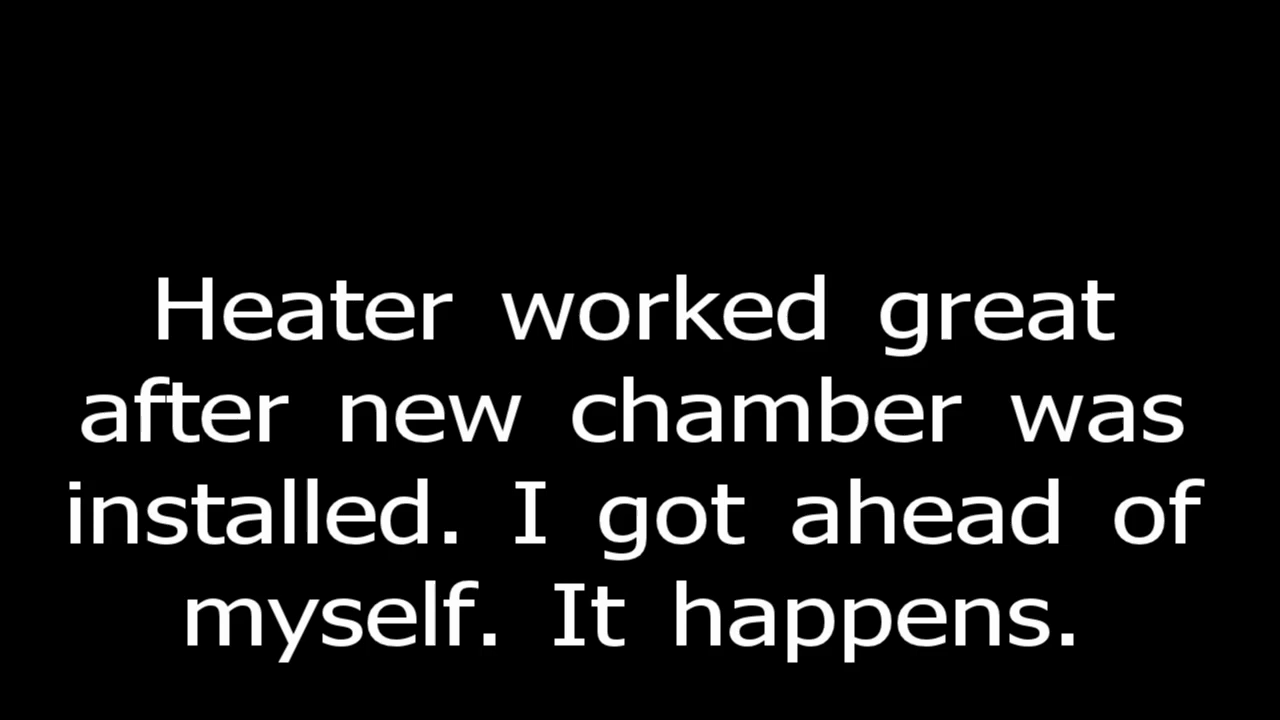 Heater worked great
after new chamber was
installed. I got ahead of
myself. It happens.